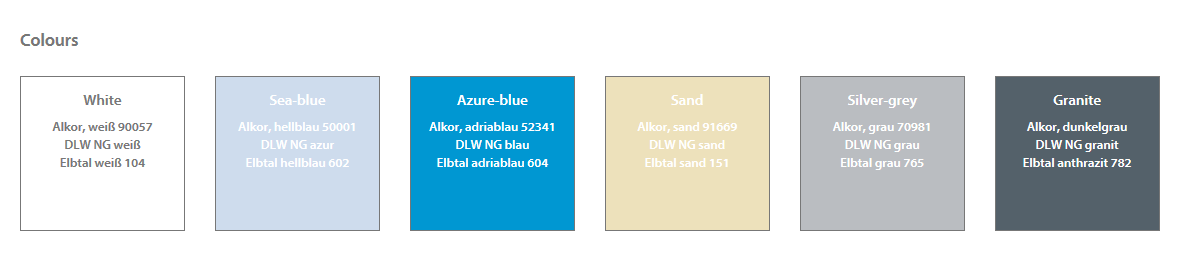 Colours
White
Alkor, weiß 90057
DLW NG weiß
Elbtal weiß 104
Sea-blue
Alkor, hellblau 50001
DLW NG azur
Elbtal hellblau 602
Azure-blue
Alkor, adriablau 52341
DLW NG blau
Elbtal adriablau 604
Sand
Alkor, sand 91669
DLW NG sand
Elbtal sand 151
Silver-grey
Alkor, grau 70981
DLW NG grau
Elbtal grau 765
Granite
Alkor, dunkelgrau
DLW NG granit
Elbtal anthrazit 782